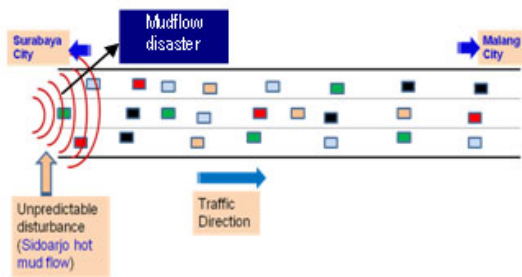 Mudflow
disaster
Surabaya
City
Malang
City
Unpredictable
disturbance
(Sidoarjo hot
mud flow)
Traffic
Direction